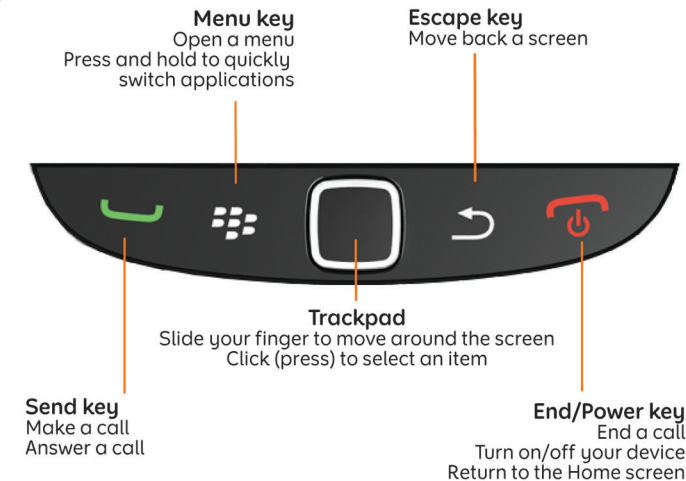 Menu key
Open a menu
Press and hold to quickly
switch applications
Escape key
Move back a screen
Trackpad
Slide your finger to move around the screen
Click (press) to select an item
Send key
Make a call
Answer a call
End/Power key
End a call
Turn on/off your device
Return to the Home screen